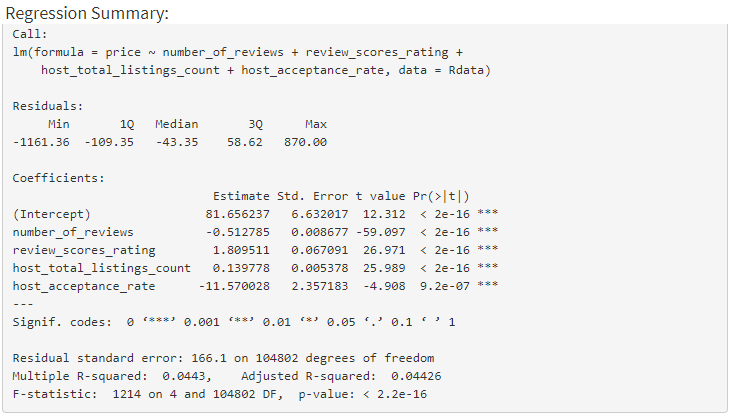 Regression Summary:
Call:
lm(formula = price ~ number_of_reviews + review_scores_rating +
    host_total_listings_count + host_acceptance_rate, data = Rdata)
Residuals:
     Min       1Q   Median       3Q      Max
-1161.36  -109.35   -43.35    58.62   870.00
Coefficients:
                            Estimate Std. Error t value Pr(>|t|)
(Intercept)                81.656237   6.632017  12.312  < 2e-16 ***
number_of_reviews          -0.512785   0.008677 -59.097  < 2e-16 ***
review_scores_rating        1.809511   0.067091  26.971  < 2e-16 ***
host_total_listings_count   0.139778   0.005378  25.989  < 2e-16 ***
host_acceptance_rate      -11.570028   2.357183  -4.908  9.2e-07 ***
---
Signif. codes:  0 ‘***’ 0.001 ‘**’ 0.01 ‘*’ 0.05 ‘.’ 0.1 ‘ ’ 1
Residual standard error: 166.1 on 104802 degrees of freedom
Multiple R-squared:  0.0443,    Adjusted R-squared:  0.04426
F-statistic:  1214 on 4 and 104802 DF,  p-value: < 2.2e-16